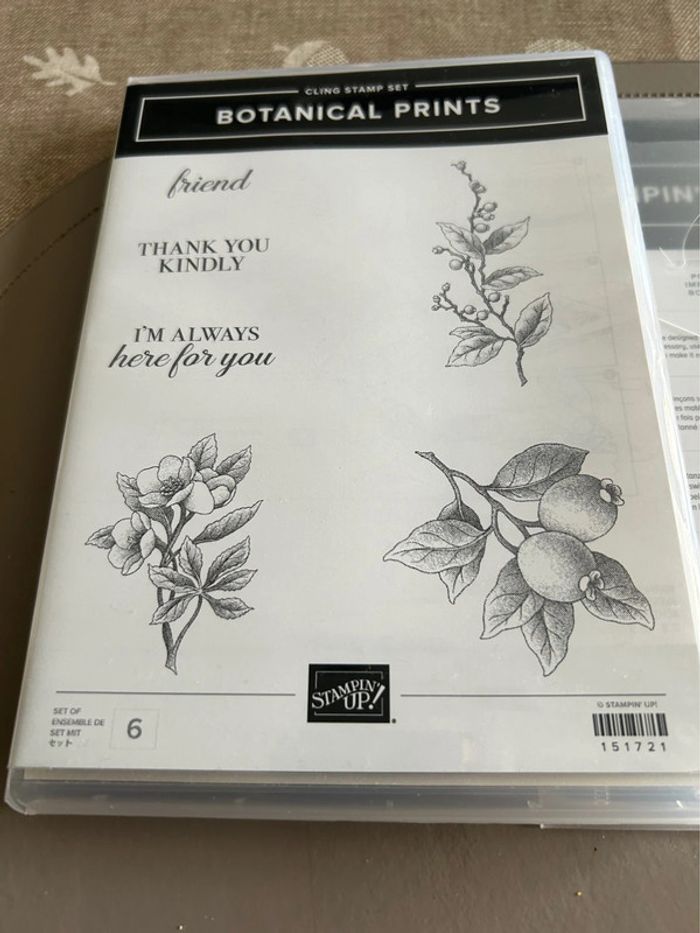 CLING STAMP SET
BOTANICAL PRINTS
friend
THANK YOU
KINDLY
I'M ALWAYS
here for you
STAMPIN'
UP!
SET OF
ENSEMBLE DE
SET MIT
セット
6
© STAMPIN' UP!
151721